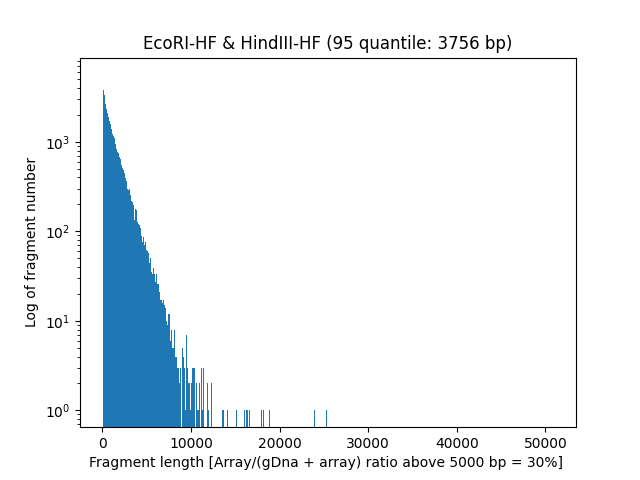 EcoRI-HF & HindIII-HF (95 quantile: 3756 bp)
Log of fragment number
10³
10²
10¹
10⁰
0 10000 20000 30000 40000 50000
Fragment length [Array/(gDna + array) ratio above 5000 bp = 30%]